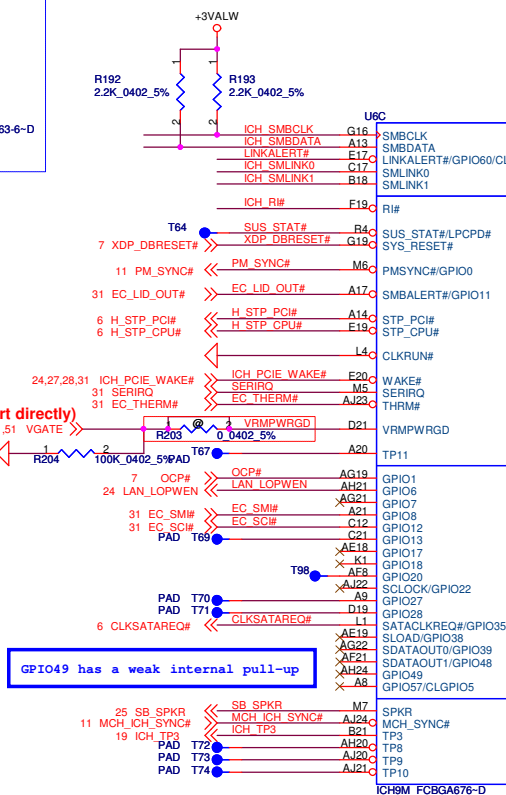 +3VALW
R192
2.2K_0402_5%
R193
2.2K_0402_5%
1
1
2
2
63-6~D
U6C
ICH_SMBCLK G16 SMBCLK
ICH_SMBDATA A13 SMBDATA
LINKALERT# E17 LINKALERT#/GPIO60/CL
ICH_SMLINK0 C17 SMLINK0
ICH_SMLINK1 B18 SMLINK1
ICH_RI# F19 RI#
T64 SUS_STAT# R4 SUS_STAT#/LPCPD#
7 XDP_DBRESET# XDP_DBRESET# G19 SYS_RESET#
11 PM_SYNC# PM_SYNC# M6 PMSYNC#/GPIO0
31 EC_LID_OUT# EC_LID_OUT# A17 SMBALERT#/GPIO11
6 H_STP_PCI# H_STP_PCI# A14 STP_PCI#
6 H_STP_CPU# H_STP_CPU# E19 STP_CPU#
L4 CLKRUN#
24,27,28,31 ICH_PCIE_WAKE# ICH_PCIE_WAKE# E20 WAKE#
31 SERIRQ SERIRQ M5 SERIRQ
31 EC_THERM# EC_THERM# AJ23 THRM#
rt directly)
,51 VGATE 1 @ 2 VRMPWRGD D21 VRMPWRGD
R203 0_0402_5%
1 2
R204 100K_0402_5%
PAD T67 A20 TP11
7 OCP# OCP# AG19 GPIO1
24 LAN_LOPWEN LAN_LOPWEN AH21 GPIO6
AG21 GPIO7
31 EC_SMI# EC_SMI# A21 GPIO8
31 EC_SCI# EC_SCI# C12 GPIO12
PAD T69 C21 GPIO13
AE18 GPIO17
K1 GPIO18
T98 AF8 GPIO20
AJ22 SCLOCK/GPIO22
PAD T70 A9 GPIO27
PAD T71 D19 GPIO28
6 CLKSATAREQ# CLKSATAREQ# L1 SATACLKREQ#/GPIO35
AE19 SLOAD/GPIO38
AG22 SDATAOUT0/GPIO39
AF21 SDATAOUT1/GPIO48
AH24 GPIO49
A8 GPIO57/CLGPIO5
GPIO49 has a weak internal pull-up
25 SB_SPKR SB_SPKR M7 SPKR
11 MCH_ICH_SYNC# MCH_ICH_SYNC# AJ24 MCH_SYNC#
19 ICH_TP3 ICH_TP3 B21 TP3
PAD T72 AH20 TP8
PAD T73 AJ20 TP9
PAD T74 AJ21 TP10
ICH9M_FCBGA676~D